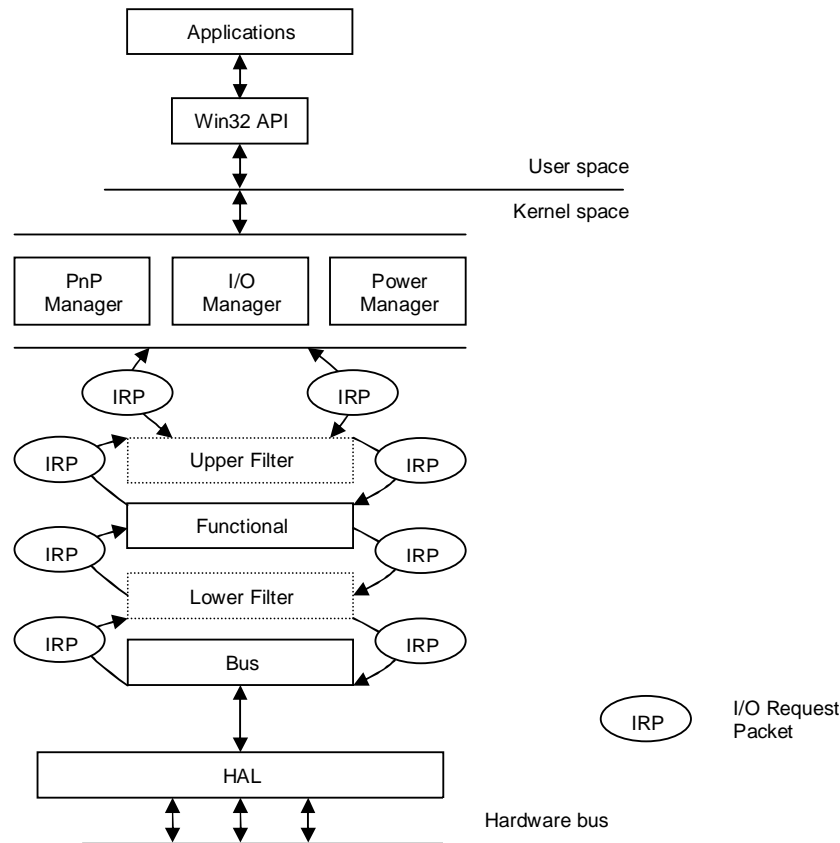 Applications
Win32 API
User space
Kernel space
PnP
Manager
I/O
Manager
Power
Manager
IRP
IRP
IRP
Upper Filter
IRP
Functional
IRP
IRP
Lower Filter
IRP
IRP
Bus
IRP
I/O Request
Packet
HAL
Hardware bus